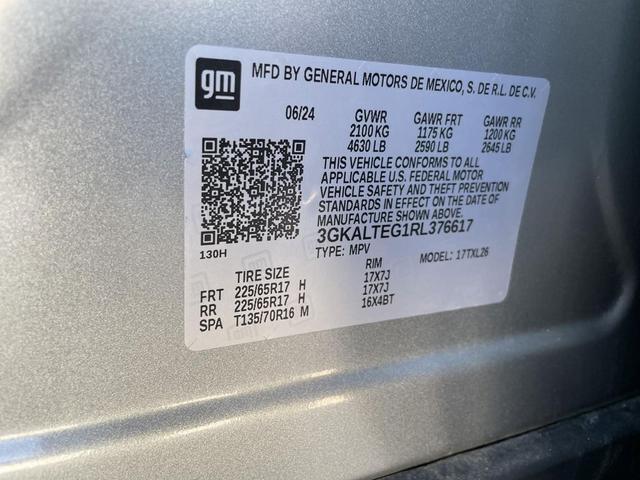 gm
MFD BY GENERAL MOTORS DE MEXICO, S. DE R.L. DE C.V.
06/24 GVWR GAWR FRT GAWR RR
2100 KG 1175 KG 1200 KG
4630 LB 2590 LB 2645 LB
THIS VEHICLE CONFORMS TO ALL
APPLICABLE U.S. FEDERAL MOTOR
VEHICLE SAFETY AND THEFT PREVENTION
STANDARDS IN EFFECT ON THE DATE OF
MANUFACTURE SHOWN ABOVE.
3GKALTEG1RL376617
130H
TYPE: MPV MODEL: 17TXL26
TIRE SIZE RIM
FRT 225/65R17 H 17X7J
RR 225/65R17 H 17X7J
SPA T135/70R16 M 16X4BT